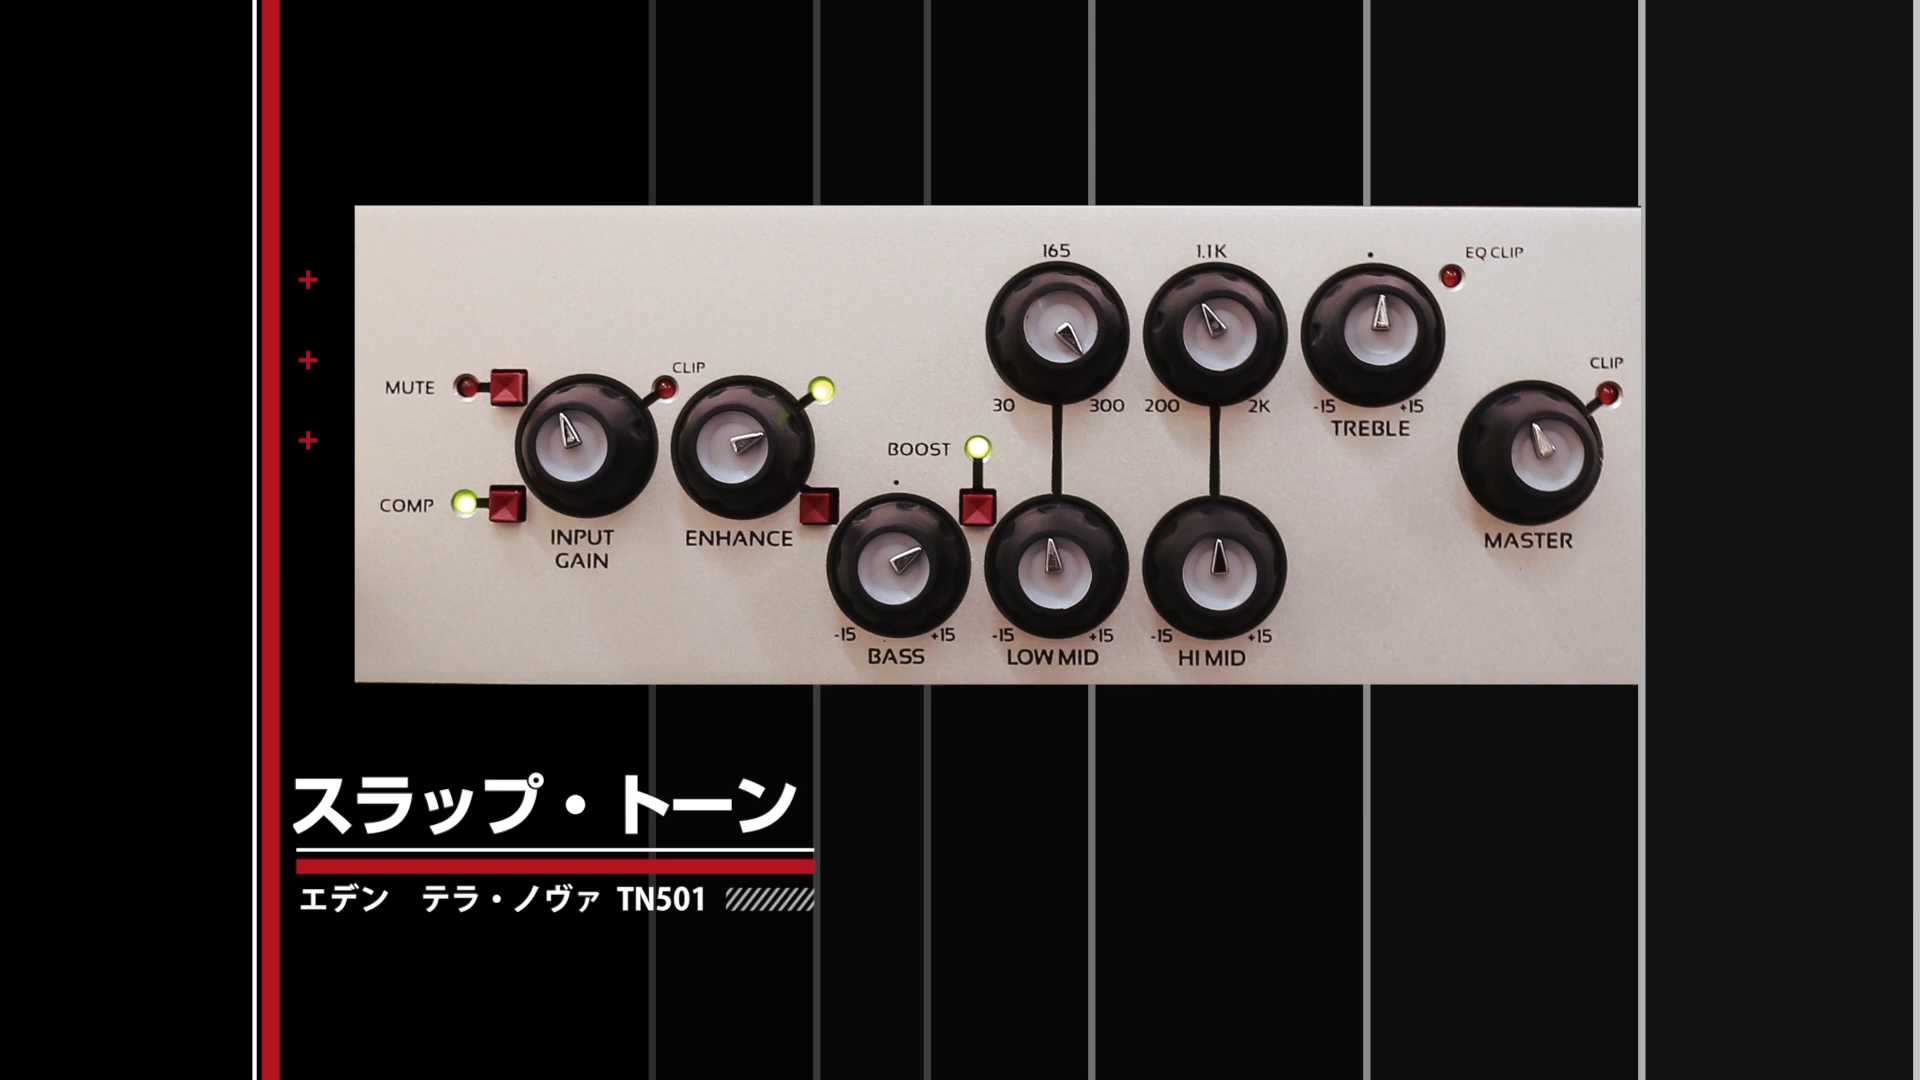 165
1.1K
EQ CLIP
CLIP
CLIP
MUTE
30
300
200
2K
-15
+15
TREBLE
BOOST
COMP
INPUT
GAIN
ENHANCE
MASTER
-15
+15
-15
+15
-15
+15
BASS
LOW MID
HI MID
スラップ・トーン
エデン　テラ・ノヴァ TN501